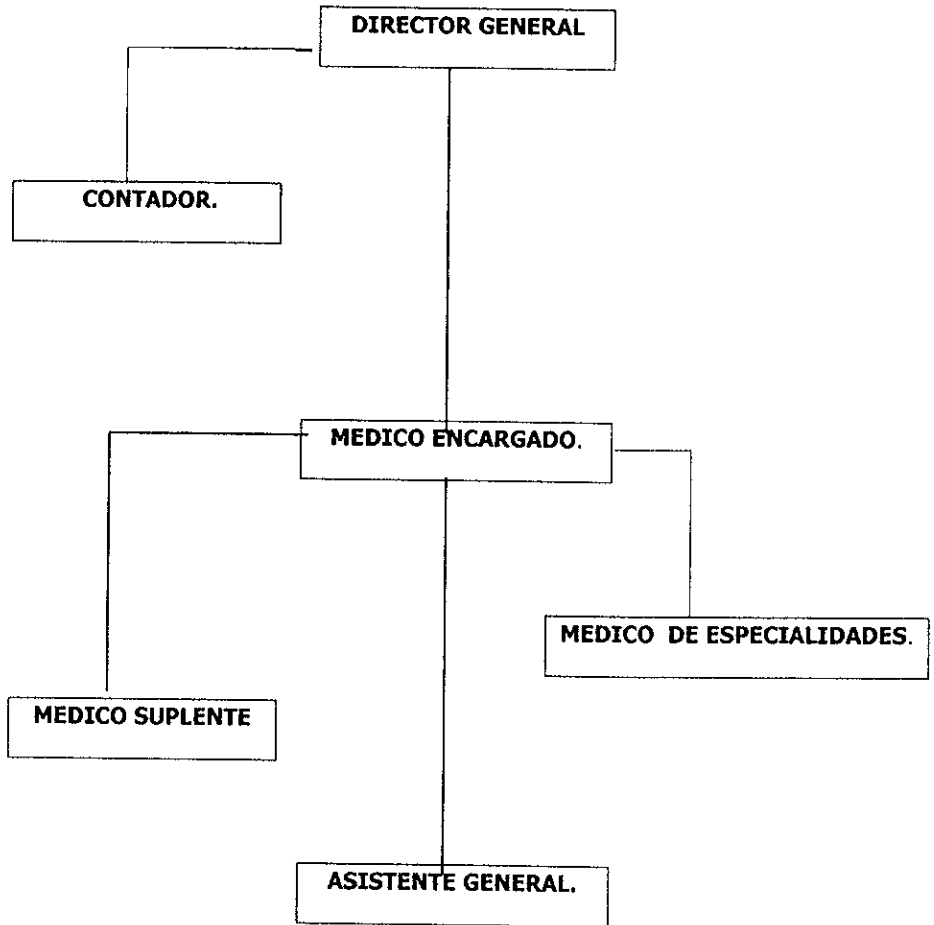 DIRECTOR GENERAL
CONTADOR.
MEDICO ENCARGADO.
MEDICO DE ESPECIALIDADES.
MEDICO SUPLENTE
ASISTENTE GENERAL.